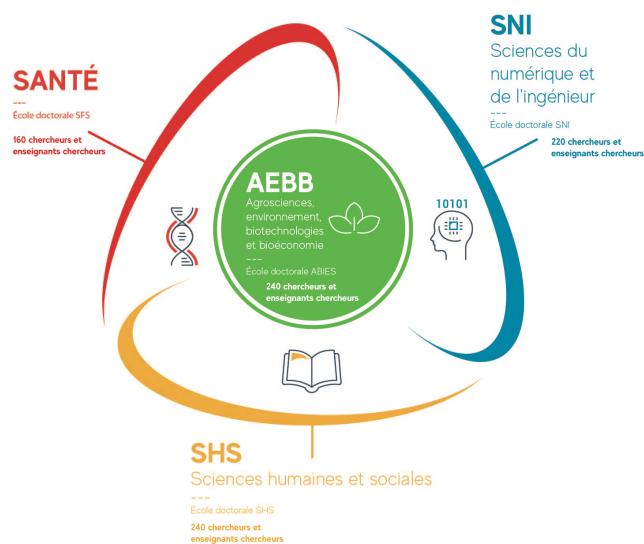 SANTÉ
---
École doctorale SFS
160 chercheurs et
enseignants chercheurs
SNI
Sciences du
numérique et
de l'ingénieur
---
École doctorale SNI
220 chercheurs et
enseignants chercheurs
AEBB
Agrosciences,
environnement,
biotechnologies
et bioéconomie
---
École doctorale ABIES
240 chercheurs et
enseignants chercheurs
10101
SHS
Sciences humaines et sociales
---
École doctorale SHS
240 chercheurs et
enseignants chercheurs